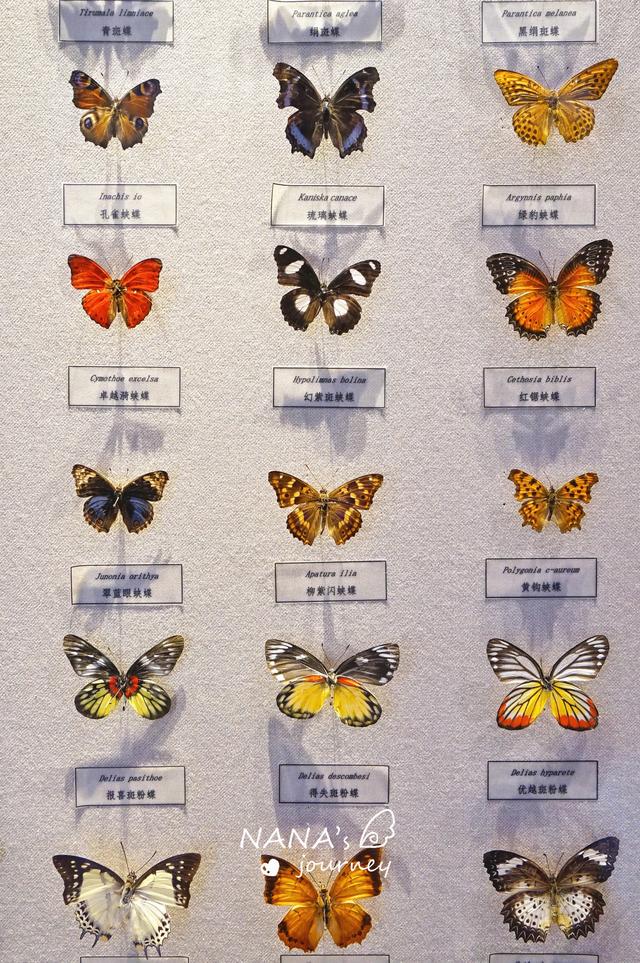 Tirumala limniace
青斑蝶
Parantica aglea
绢斑蝶
Parantica melanea
黑绢斑蝶
Inachis io
孔雀蛱蝶
Kaniska canace
琉璃蛱蝶
Argynnis paphia
绿豹蛱蝶
Cymothoe excelsa
卓越漪蛱蝶
Hypolimnas bolina
幻紫斑蛱蝶
Cethosia biblis
红锯蛱蝶
Junonia orithya
翠蓝眼蛱蝶
Apatura ilia
柳紫闪蛱蝶
Polygonia c-aureum
黄钩蛱蝶
Delias pasithoe
报喜斑粉蝶
Delias descombesi
得失斑粉蝶
Delias hyparete
优越斑粉蝶
NANA's
journey